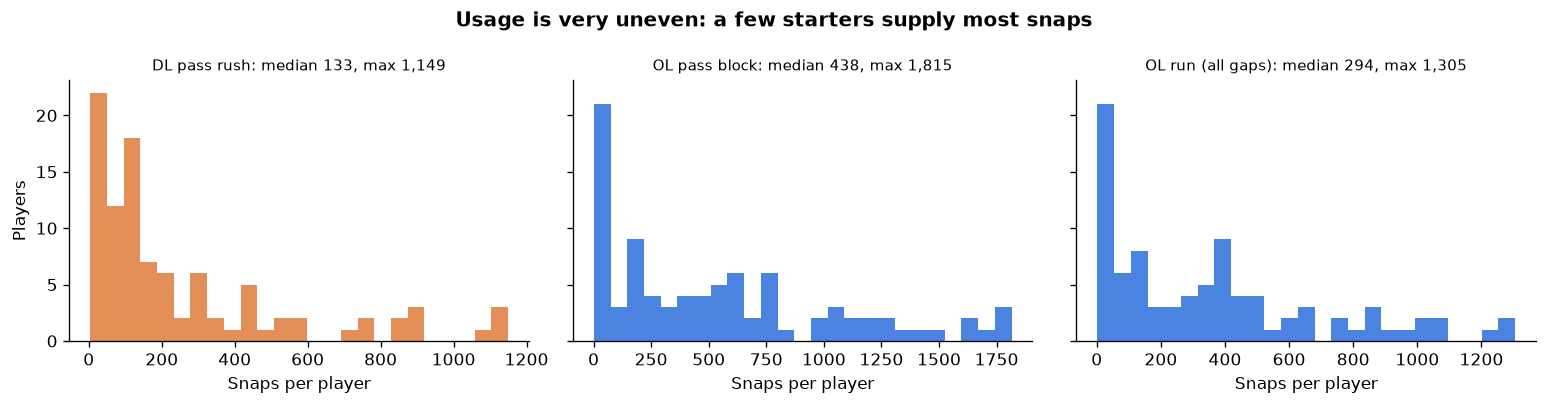 Usage is very uneven: a few starters supply most snaps
DL pass rush: median 133, max 1,149
Players
20
15
10
5
0
0 200 400 600 800 1000 1200
Snaps per player
OL pass block: median 438, max 1,815
0 250 500 750 1000 1250 1500 1750
Snaps per player
OL run (all gaps): median 294, max 1,305
0 200 400 600 800 1000 1200
Snaps per player